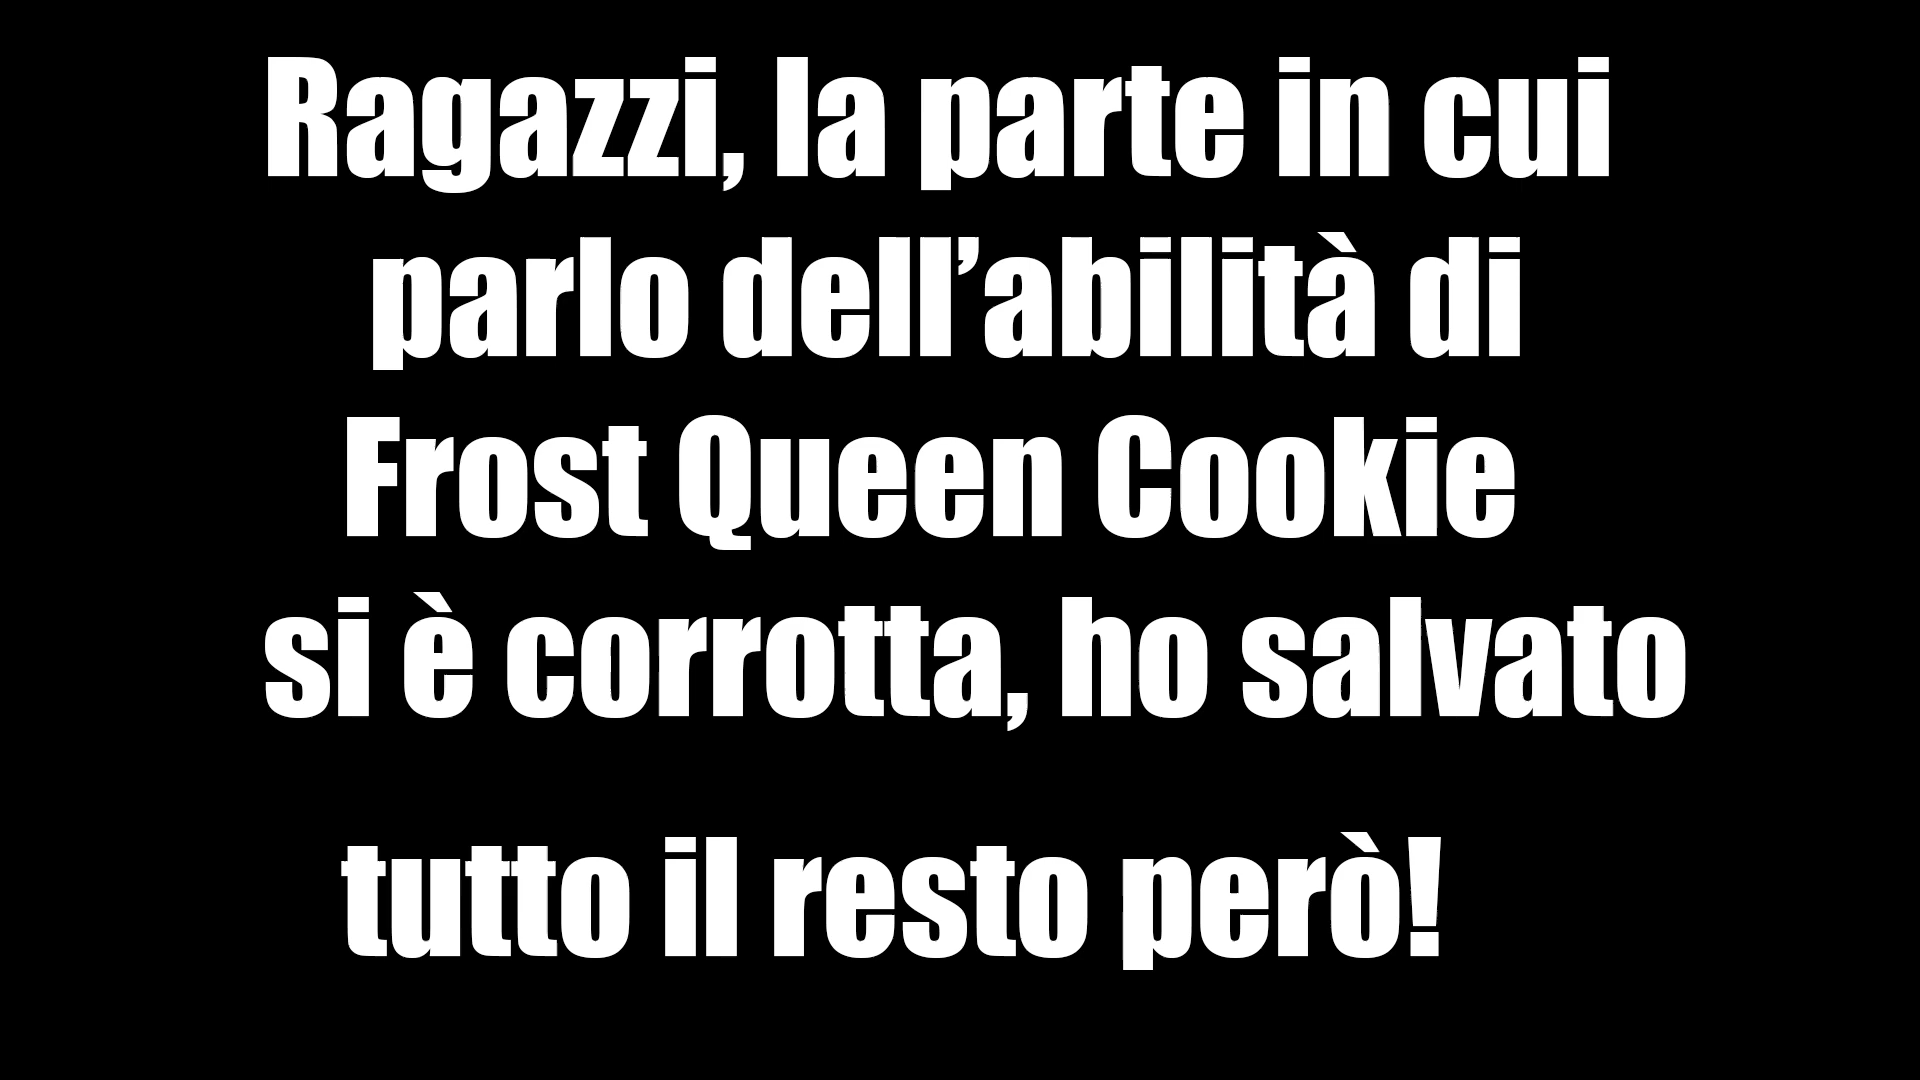 Ragazzi, la parte in cui
parlo dell’abilità di
Frost Queen Cookie
si è corrotta, ho salvato
tutto il resto però!